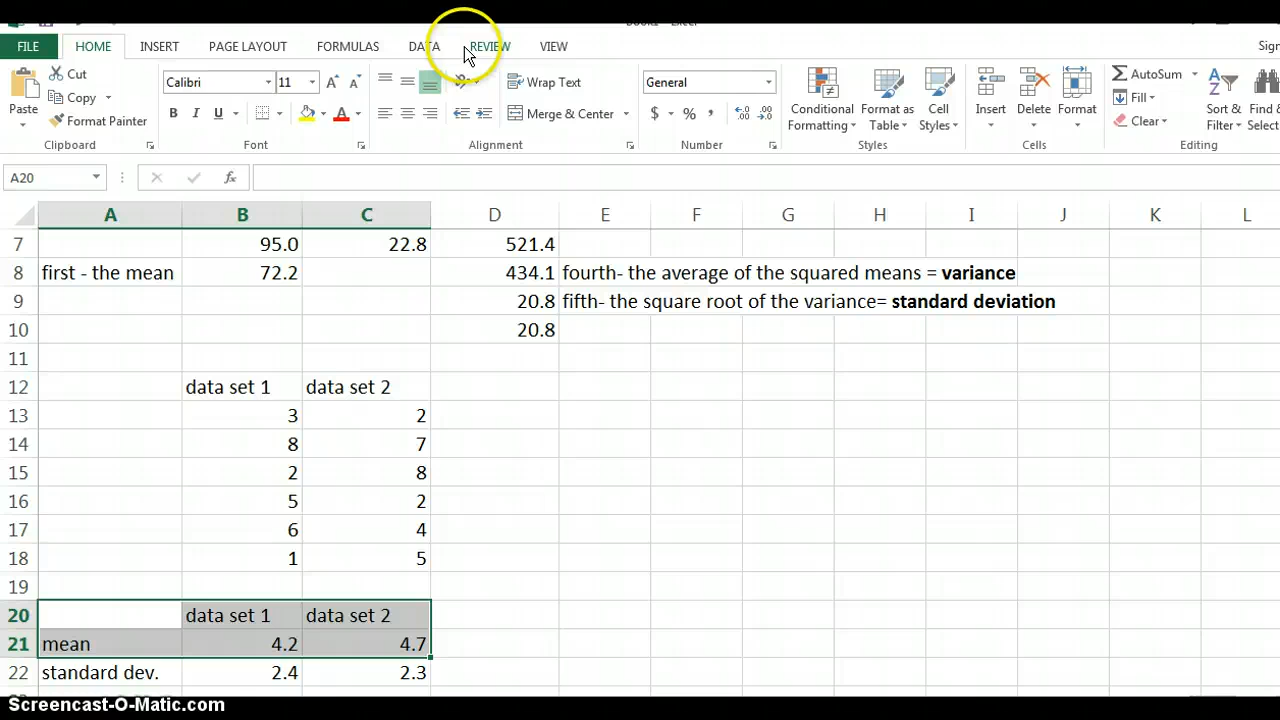 FILE HOME INSERT PAGE LAYOUT FORMULAS DATA REVIEW VIEW
Cut Calibri 11 Wrap Text General AutoSum
Copy Fill
Paste Format Painter B I U Merge & Center $ % Conditional Formatting Format as Table Cell Styles Insert Delete Format Clear Sort & Filter
Clipboard Font Alignment Number Styles Cells Editing
A20 fx
A B C D E F G H I J K L
7 95.0 22.8 521.4
8 first - the mean 72.2 434.1 fourth- the average of the squared means = variance
9 20.8 fifth- the square root of the variance= standard deviation
10 20.8
11
12 data set 1 data set 2
13 3 2
14 8 7
15 2 8
16 5 2
17 6 4
18 1 5
19
20 data set 1 data set 2
21 mean 4.2 4.7
22 standard dev. 2.4 2.3
Screencast-O-Matic.com